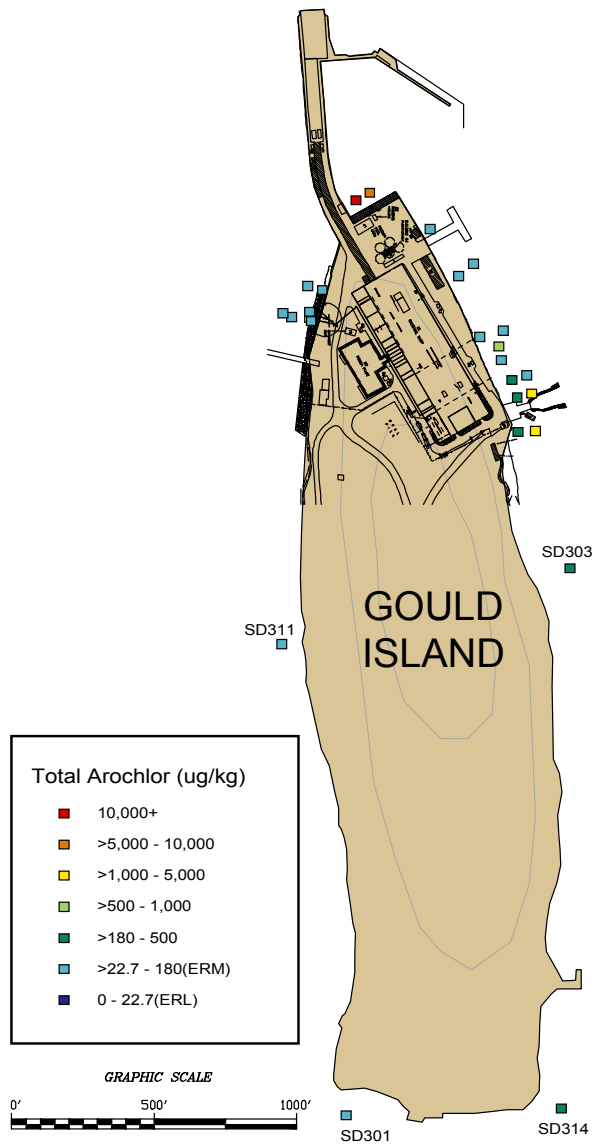 SD303
GOULD
ISLAND
SD311
Total Arochlor (ug/kg)
10,000+
>5,000 - 10,000
>1,000 - 5,000
>500 - 1,000
>180 - 500
>22.7 - 180(ERM)
0 - 22.7(ERL)
GRAPHIC SCALE
0' 500' 1000'
SD301
SD314